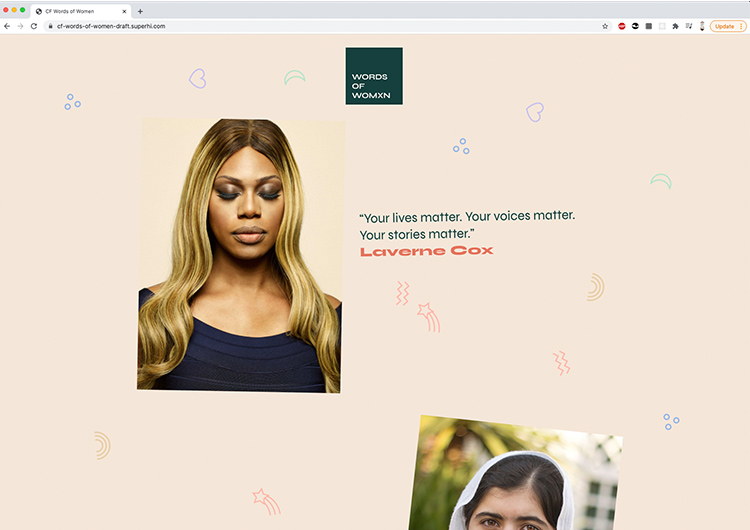 CF Words of Women
cf-words-of-women-draft.superhi.com
Update
WORDS
OF
WOMXN
“Your lives matter. Your voices matter.
Your stories matter.”
Laverne Cox